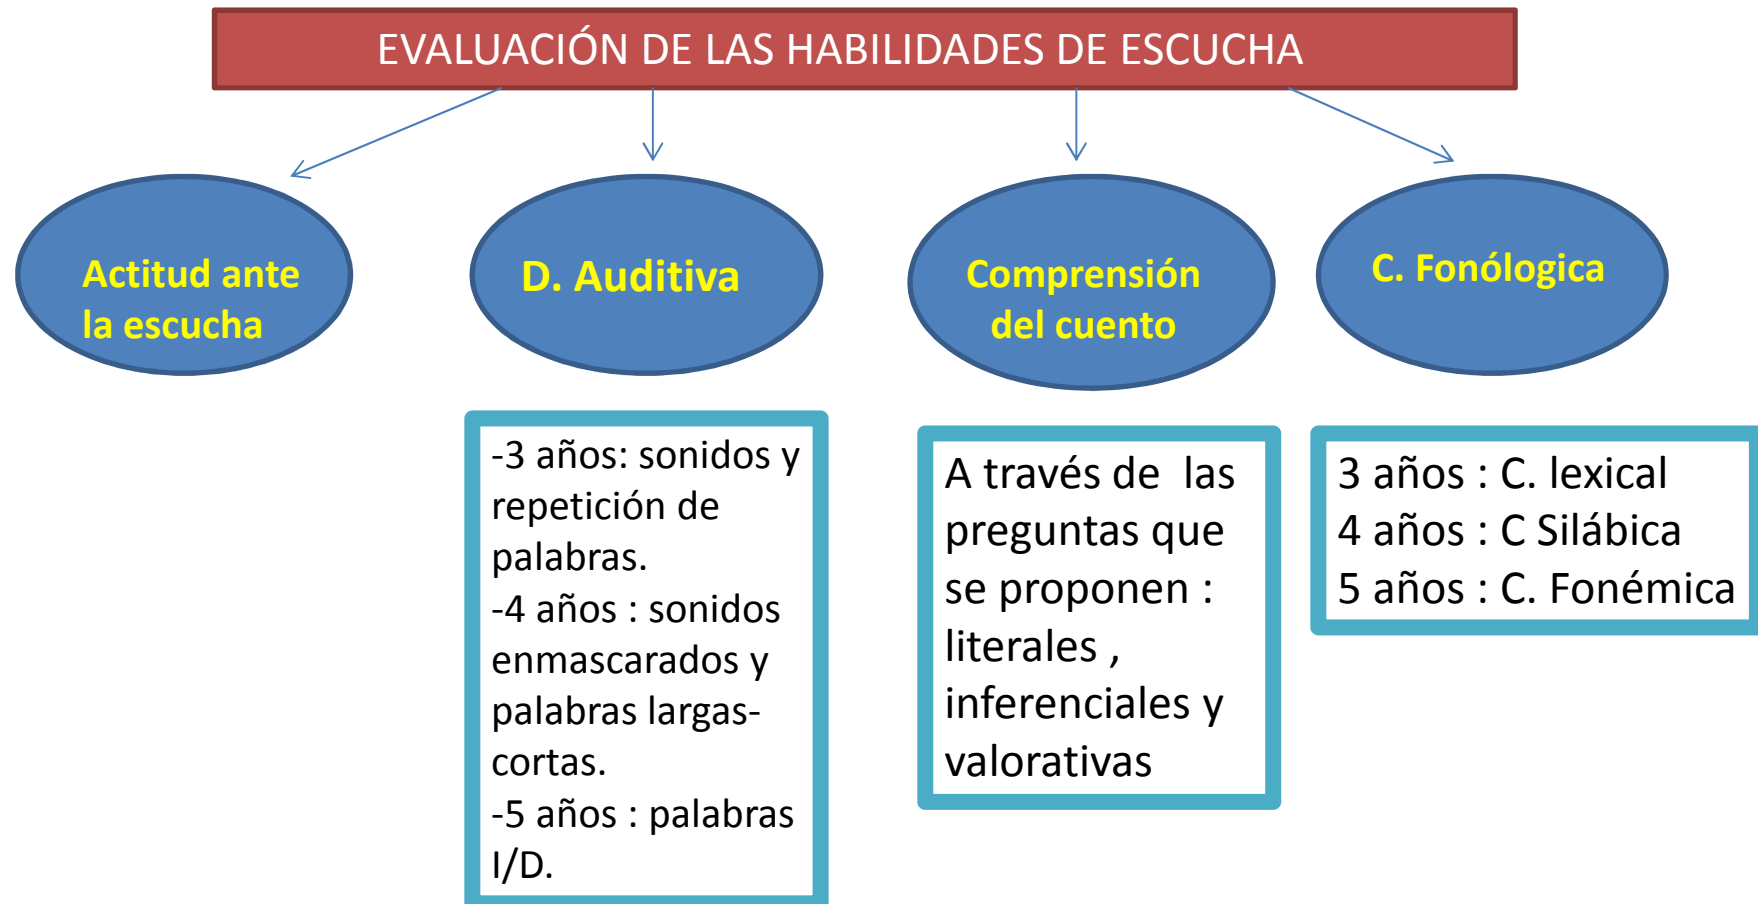 EVALUACIÓN DE LAS HABILIDADES DE ESCUCHA
Actitud ante
la escucha
D. Auditiva
Comprensión
del cuento
C. Fonólogica
-3 años: sonidos y
repetición de
palabras.
-4 años : sonidos
enmascarados y
palabras largas-
cortas.
-5 años : palabras
I/D.
A través de las
preguntas que
se proponen :
literales ,
inferenciales y
valorativas
3 años : C. lexical
4 años : C Silábica
5 años : C. Fonémica